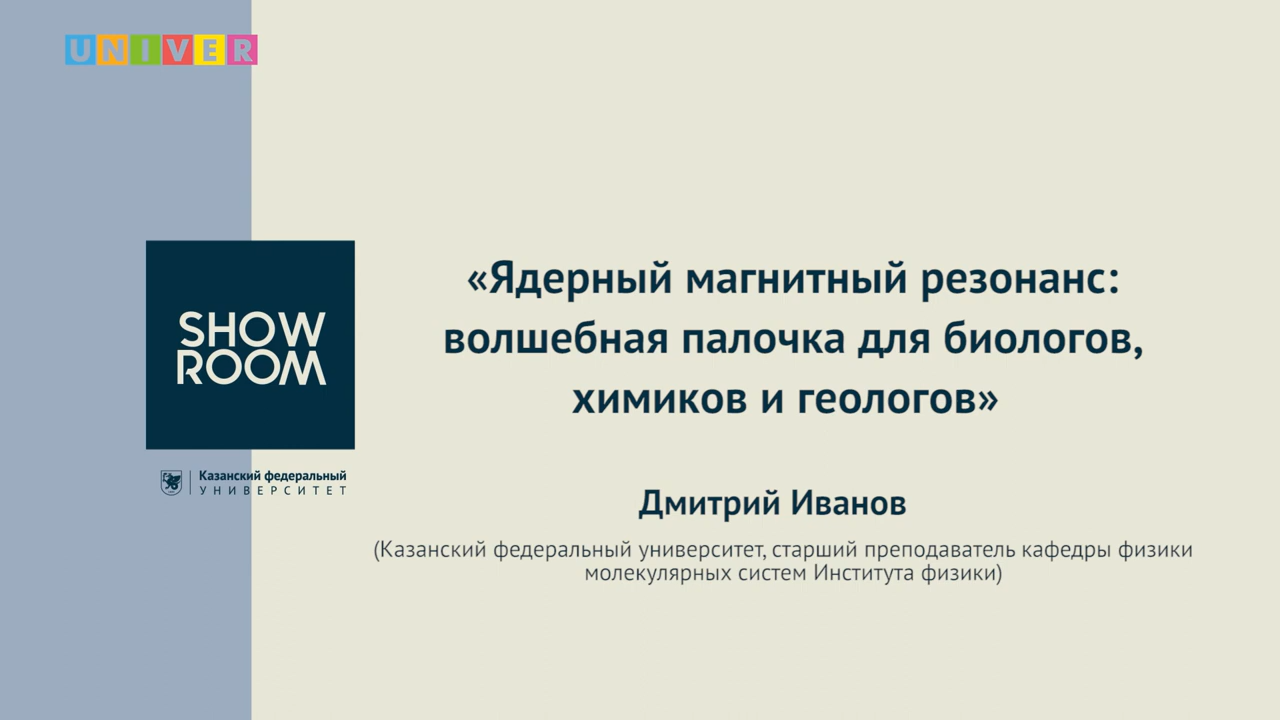 UNIVER
SHOW
ROOM
Казанский федеральный
УНИВЕРСИТЕТ
«Ядерный магнитный резонанс:
волшебная палочка для биологов,
химиков и геологов»
Дмитрий Иванов
(Казанский федеральный университет, старший преподаватель кафедры физики
молекулярных систем Института физики)